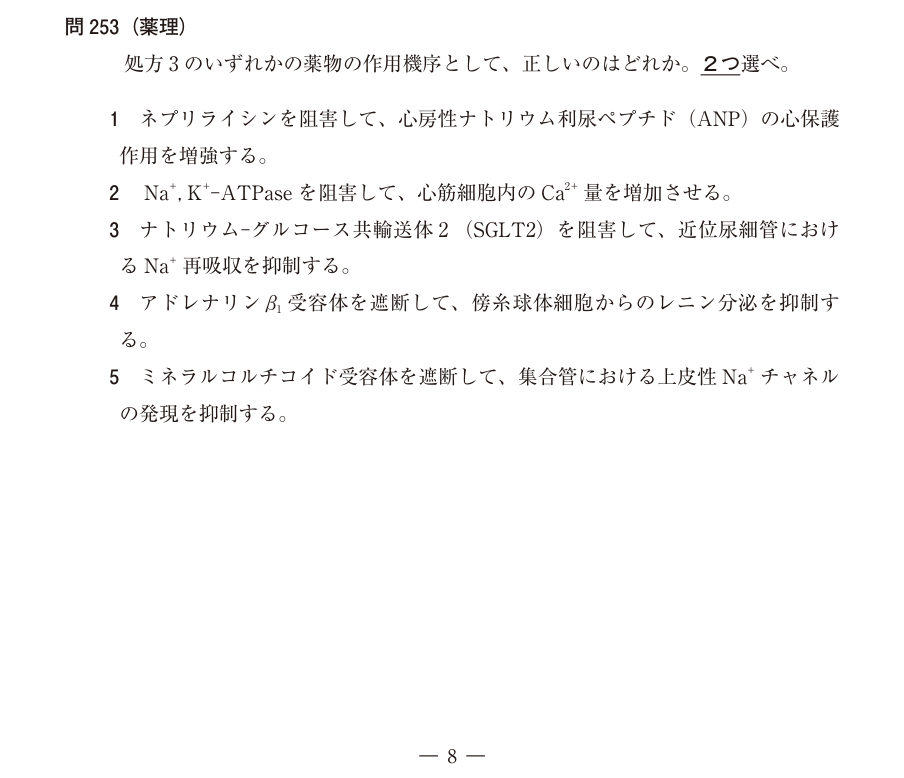 問 253（薬理）
処方３のいずれかの薬物の作用機序として、正しいのはどれか。２つ選べ。
1　ネプリライシンを阻害して、心房性ナトリウム利尿ペプチド（ANP）の心保護
作用を増強する。
2　Na⁺, K⁺-ATPase を阻害して、心筋細胞内の Ca²⁺ 量を増加させる。
3　ナトリウム-グルコース共輸送体２（SGLT2）を阻害して、近位尿細管におけ
る Na⁺ 再吸収を抑制する。
4　アドレナリン β₁ 受容体を遮断して、傍糸球体細胞からのレニン分泌を抑制す
る。
5　ミネラルコルチコイド受容体を遮断して、集合管における上皮性 Na⁺ チャネル
の発現を抑制する。
― 8 ―